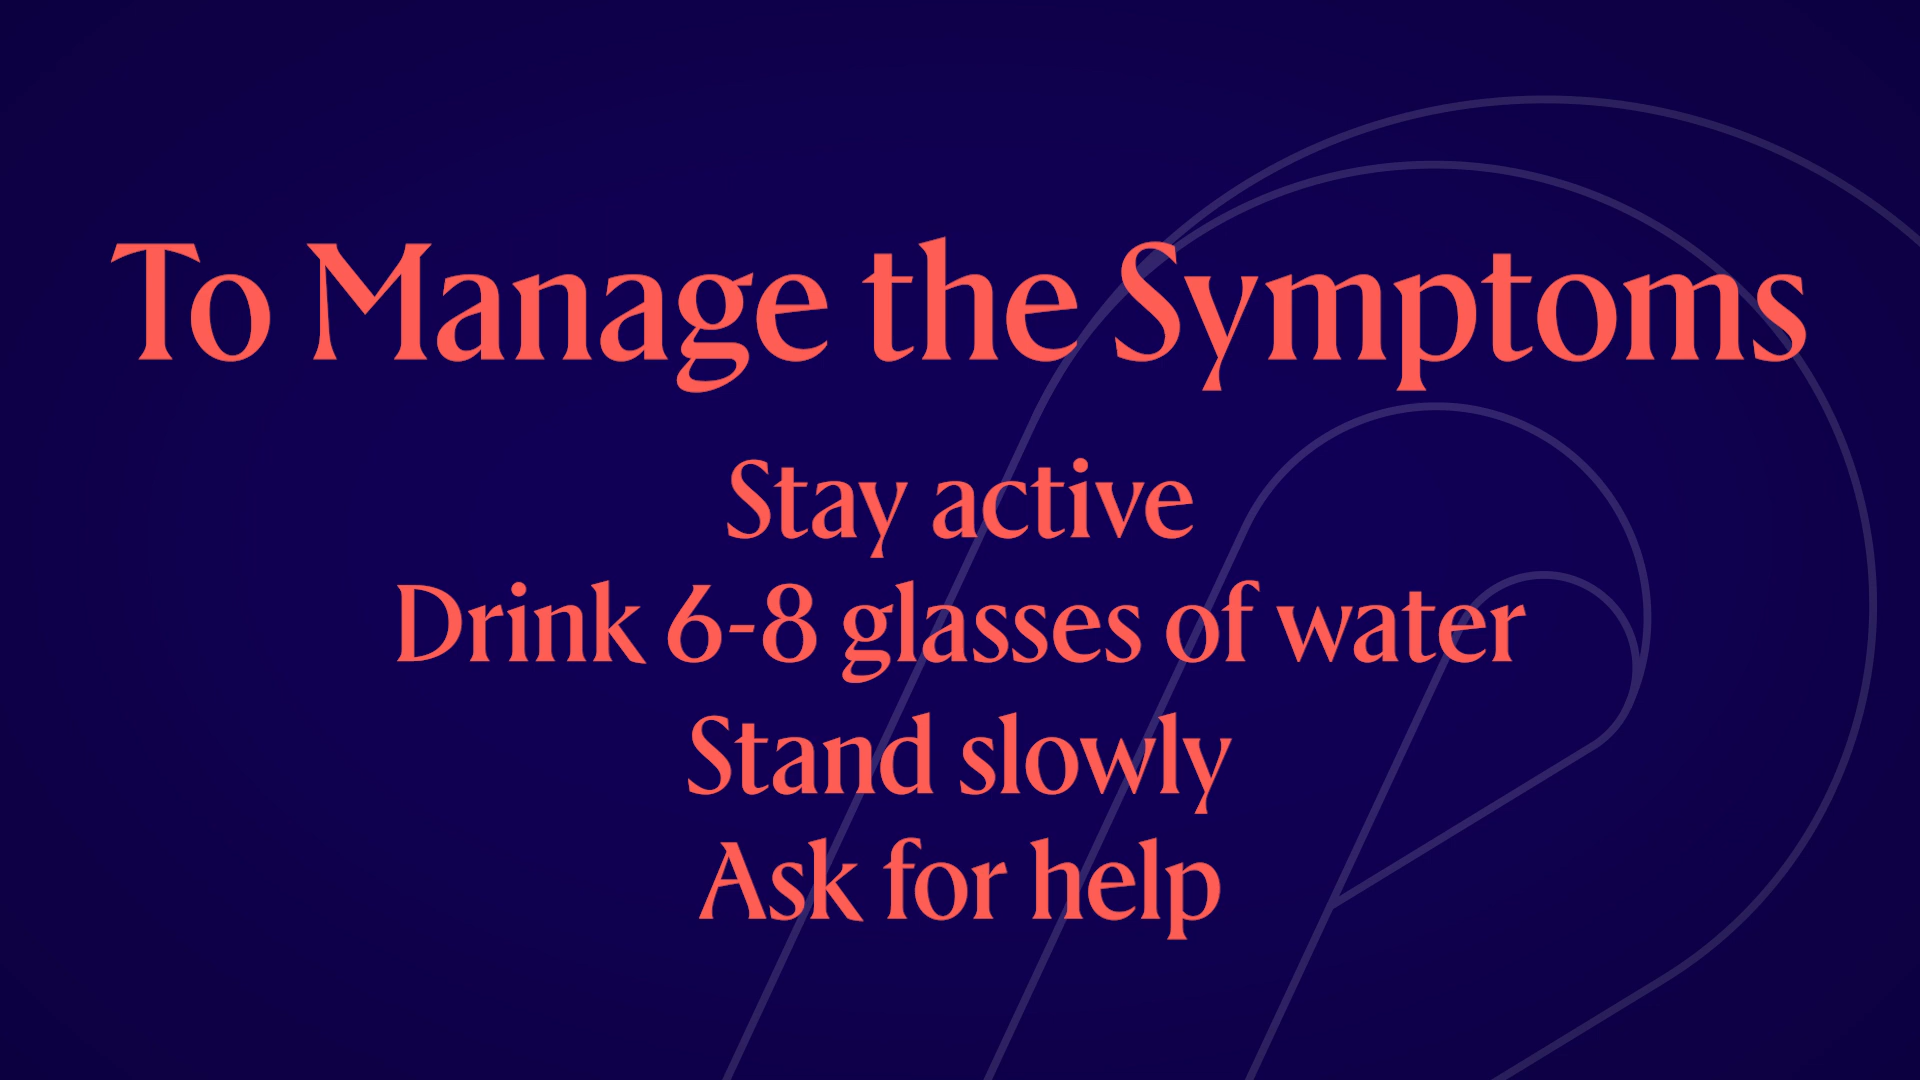 To Manage the Symptoms
Stay active
Drink 6-8 glasses of water
Stand slowly
Ask for help